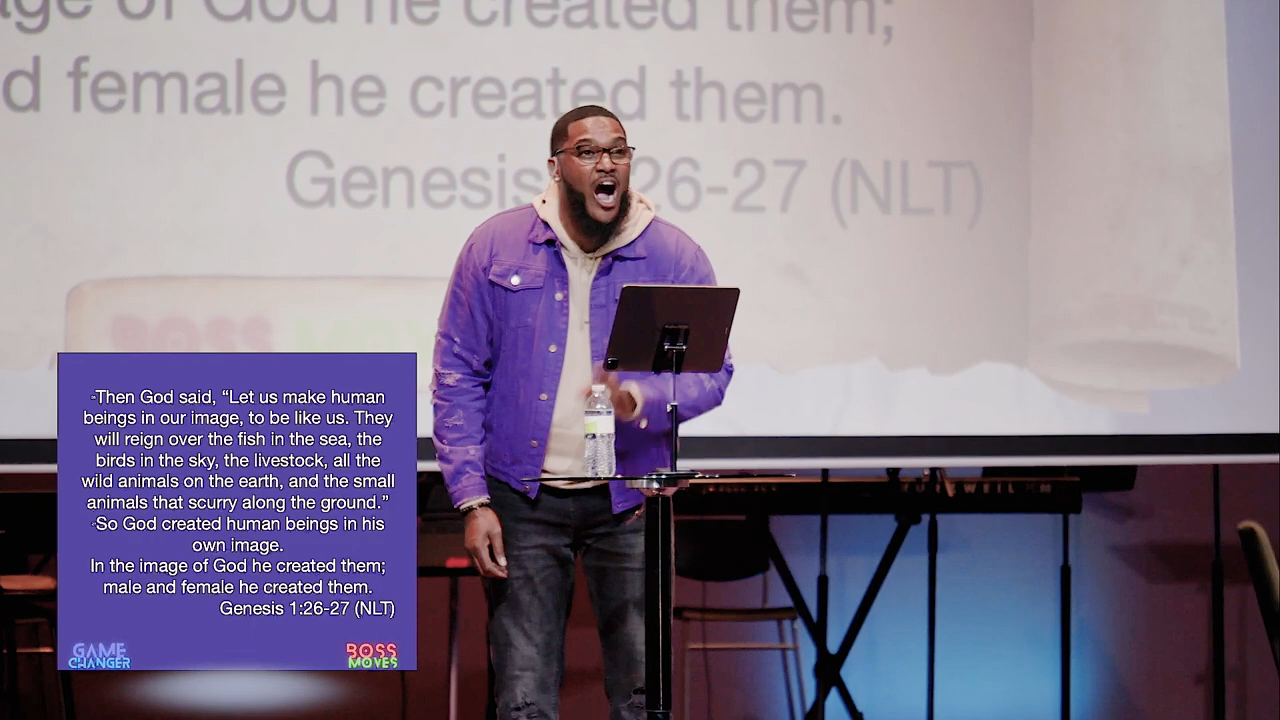 age of God he created them;
d female he created them.
Genesis 26-27 (NLT)
BOSS MOV
Then God said, “Let us make human
beings in our image, to be like us. They
will reign over the fish in the sea, the
birds in the sky, the livestock, all the
wild animals on the earth, and the small
animals that scurry along the ground.”
So God created human beings in his
own image.
In the image of God he created them;
male and female he created them.
Genesis 1:26-27 (NLT)
GAME
CHANGER
BOSS
MOVES
KURZWEIL